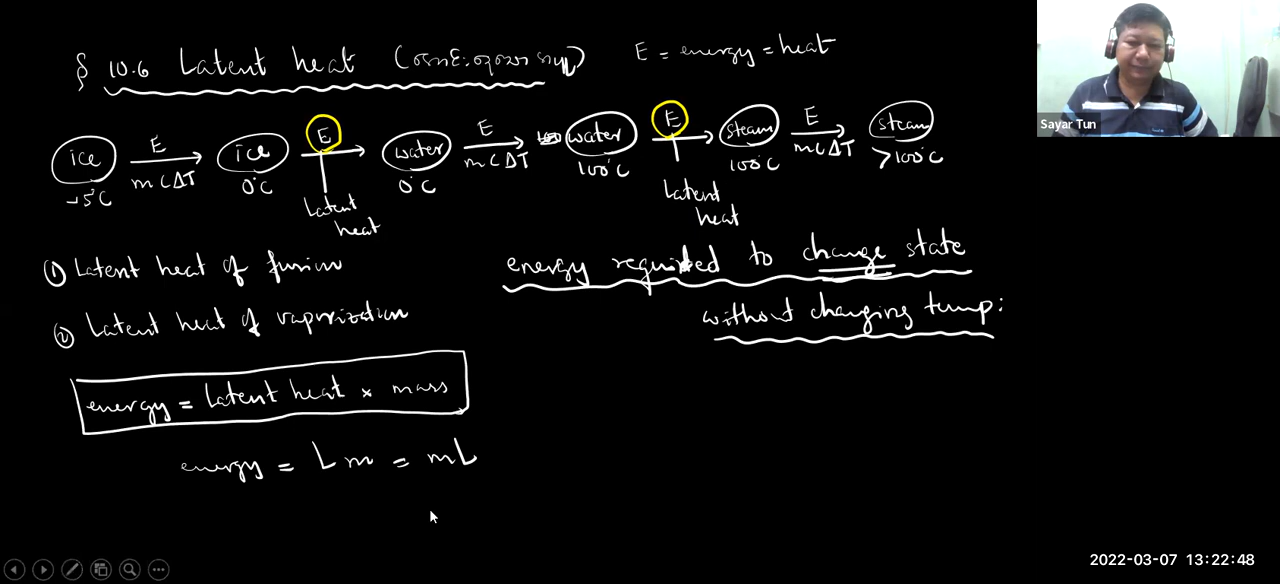 § 10.6 Latent heat
E = energy = heat
Sayar Tun
ice E ice E water E water E steam E steam
mCΔT mCΔT mCΔT
-5°C 0°C 0°C 100°C 100°C >100°C
Latent heat
Latent heat
① Latent heat of fusion
energy required to change state
② Latent heat of vaporization
without changing temp:
energy = Latent heat × mass
energy = Lm = mL
2022-03-07 13:22:48